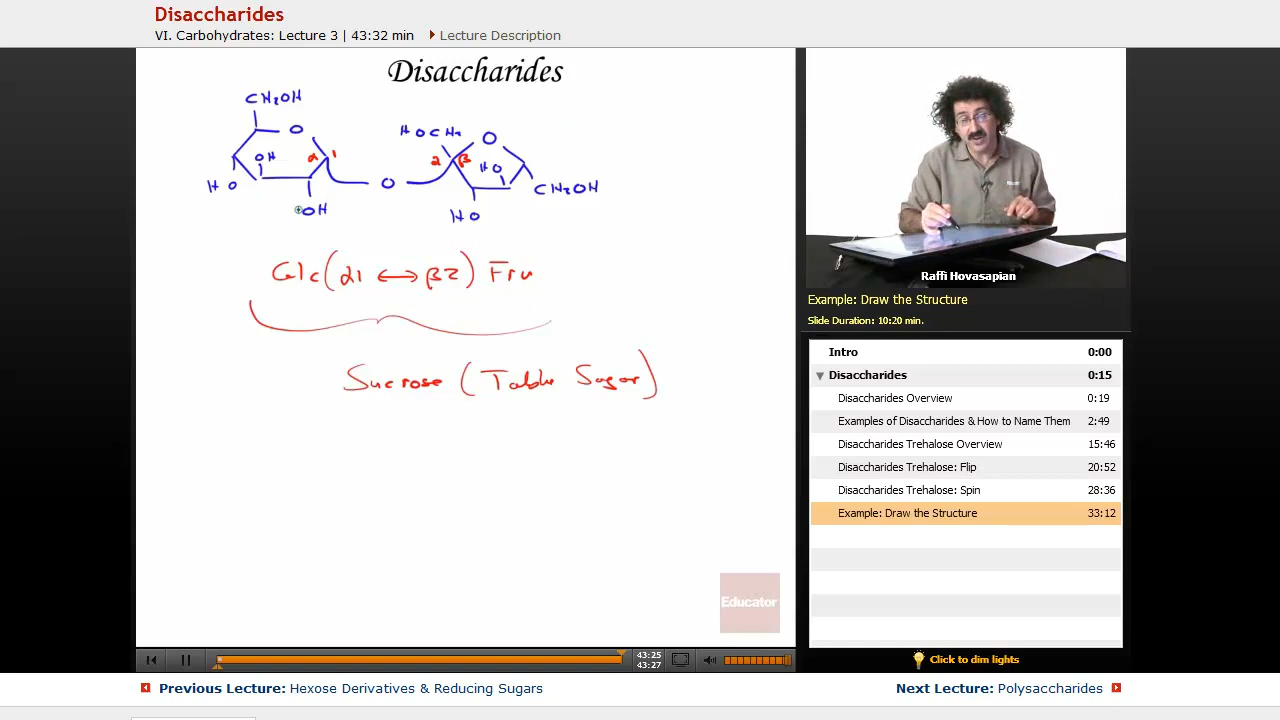 Disaccharides
VI. Carbohydrates: Lecture 3 | 43:32 min
Lecture Description
Disaccharides
CH₂OH
O
OH
α 1
HO
OH
O
HOCH₂
O
2 β
HO
CH₂OH
HO
Glc(α1 ↔ β2) Fru
Sucrose (Table Sugar)
Educator
Raffi Hovasapian
Example: Draw the Structure
Slide Duration: 10:20 min.
Intro 0:00
Disaccharides 0:15
Disaccharides Overview 0:19
Examples of Disaccharides & How to Name Them 2:49
Disaccharides Trehalose Overview 15:46
Disaccharides Trehalose: Flip 20:52
Disaccharides Trehalose: Spin 28:36
Example: Draw the Structure 33:12
43:25
43:27
Click to dim lights
Previous Lecture: Hexose Derivatives & Reducing Sugars
Next Lecture: Polysaccharides